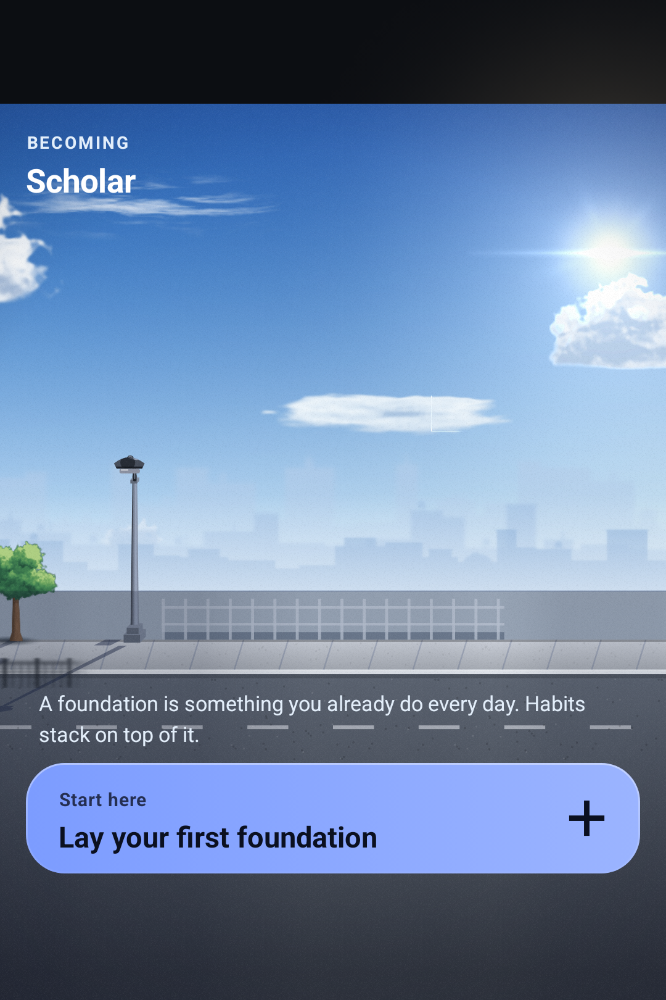 BECOMING
Scholar
A foundation is something you already do every day. Habits
stack on top of it.
Start here
Lay your first foundation